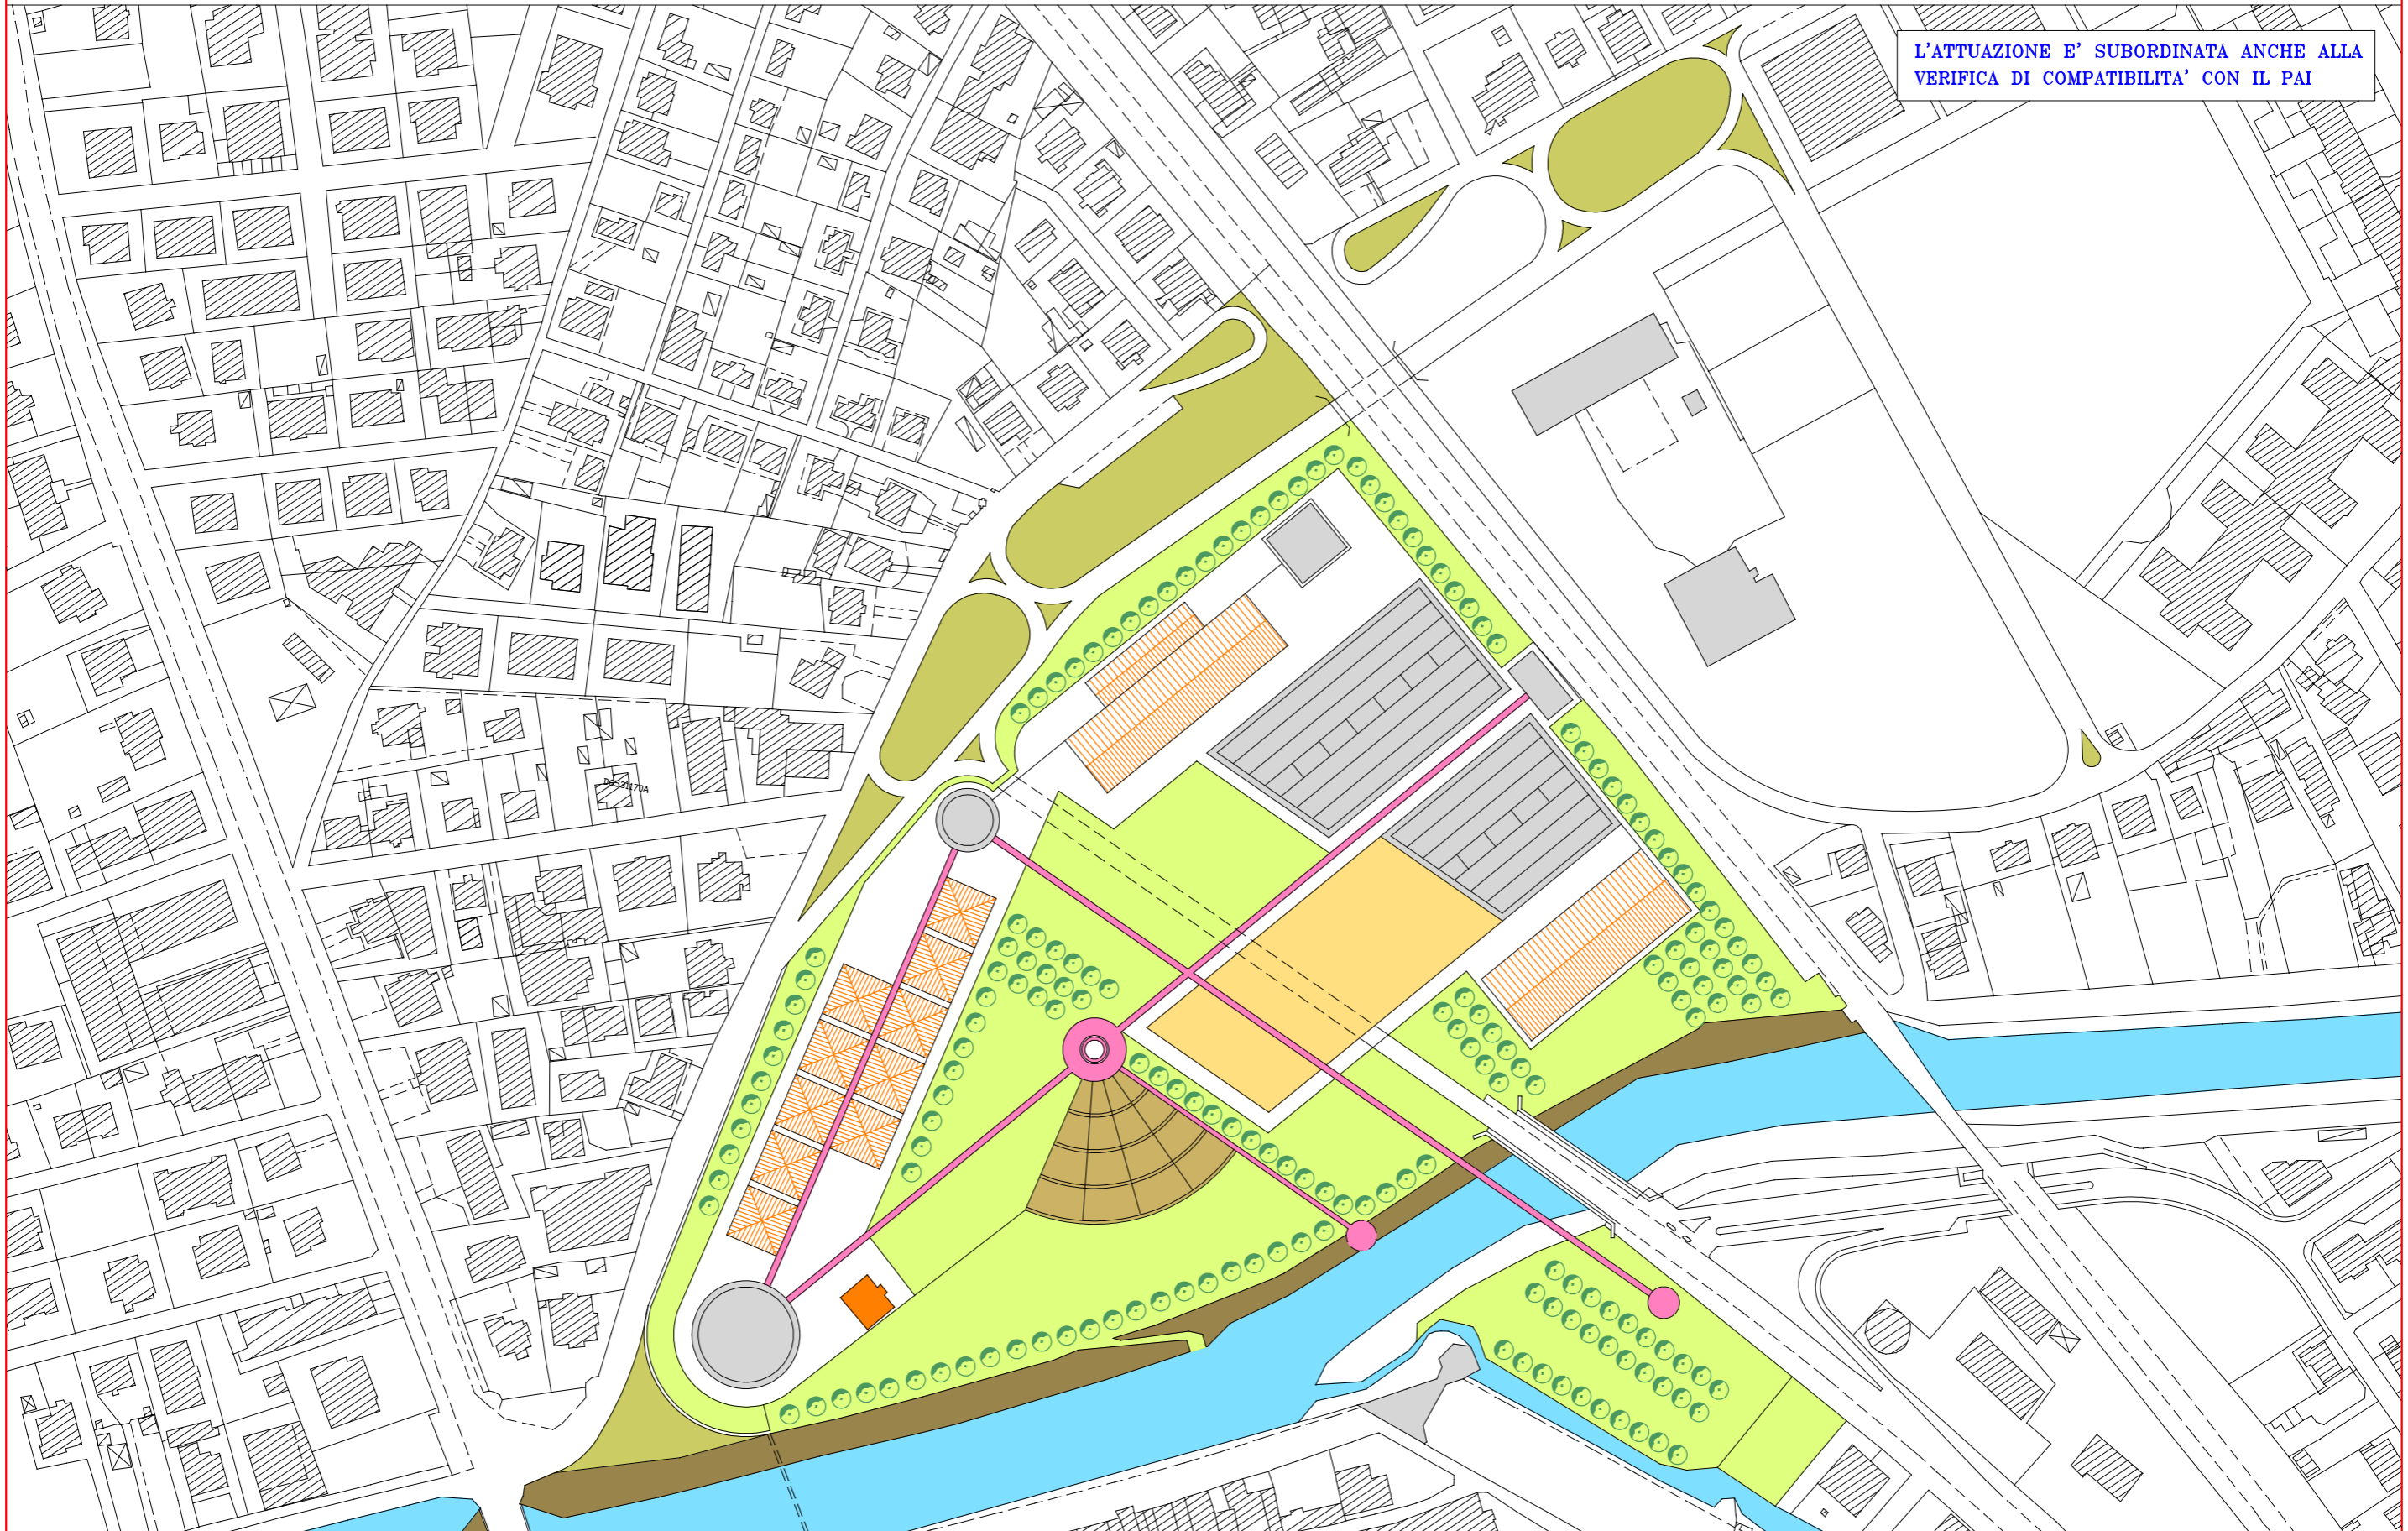 L'ATTUAZIONE E' SUBORDINATA ANCHE ALLA
VERIFICA DI COMPATIBILITA' CON IL PAI